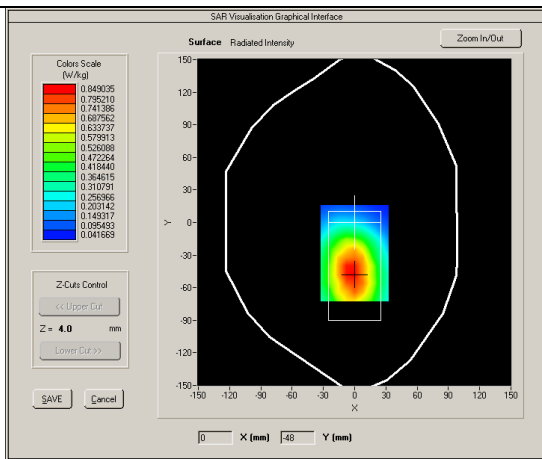 SAR Visualisation Graphical Interface
Surface Radiated Intensity
Zoom In/Out
Colors Scale
(W/kg)
0.849035
0.795210
0.741386
0.687562
0.633737
0.579913
0.526088
0.472264
0.418440
0.364615
0.310791
0.256966
0.203142
0.149317
0.095493
0.041669
Z-Cuts Control
<< Upper Cut
Z = 4.0 mm
Lower Cut >>
SAVE
Cancel
150
120
90
60
30
0
-30
-60
-90
-120
-150
Y
-150 -120 -90 -60 -30 0 30 60 90 120 150
X
0 X (mm) -48 Y (mm)